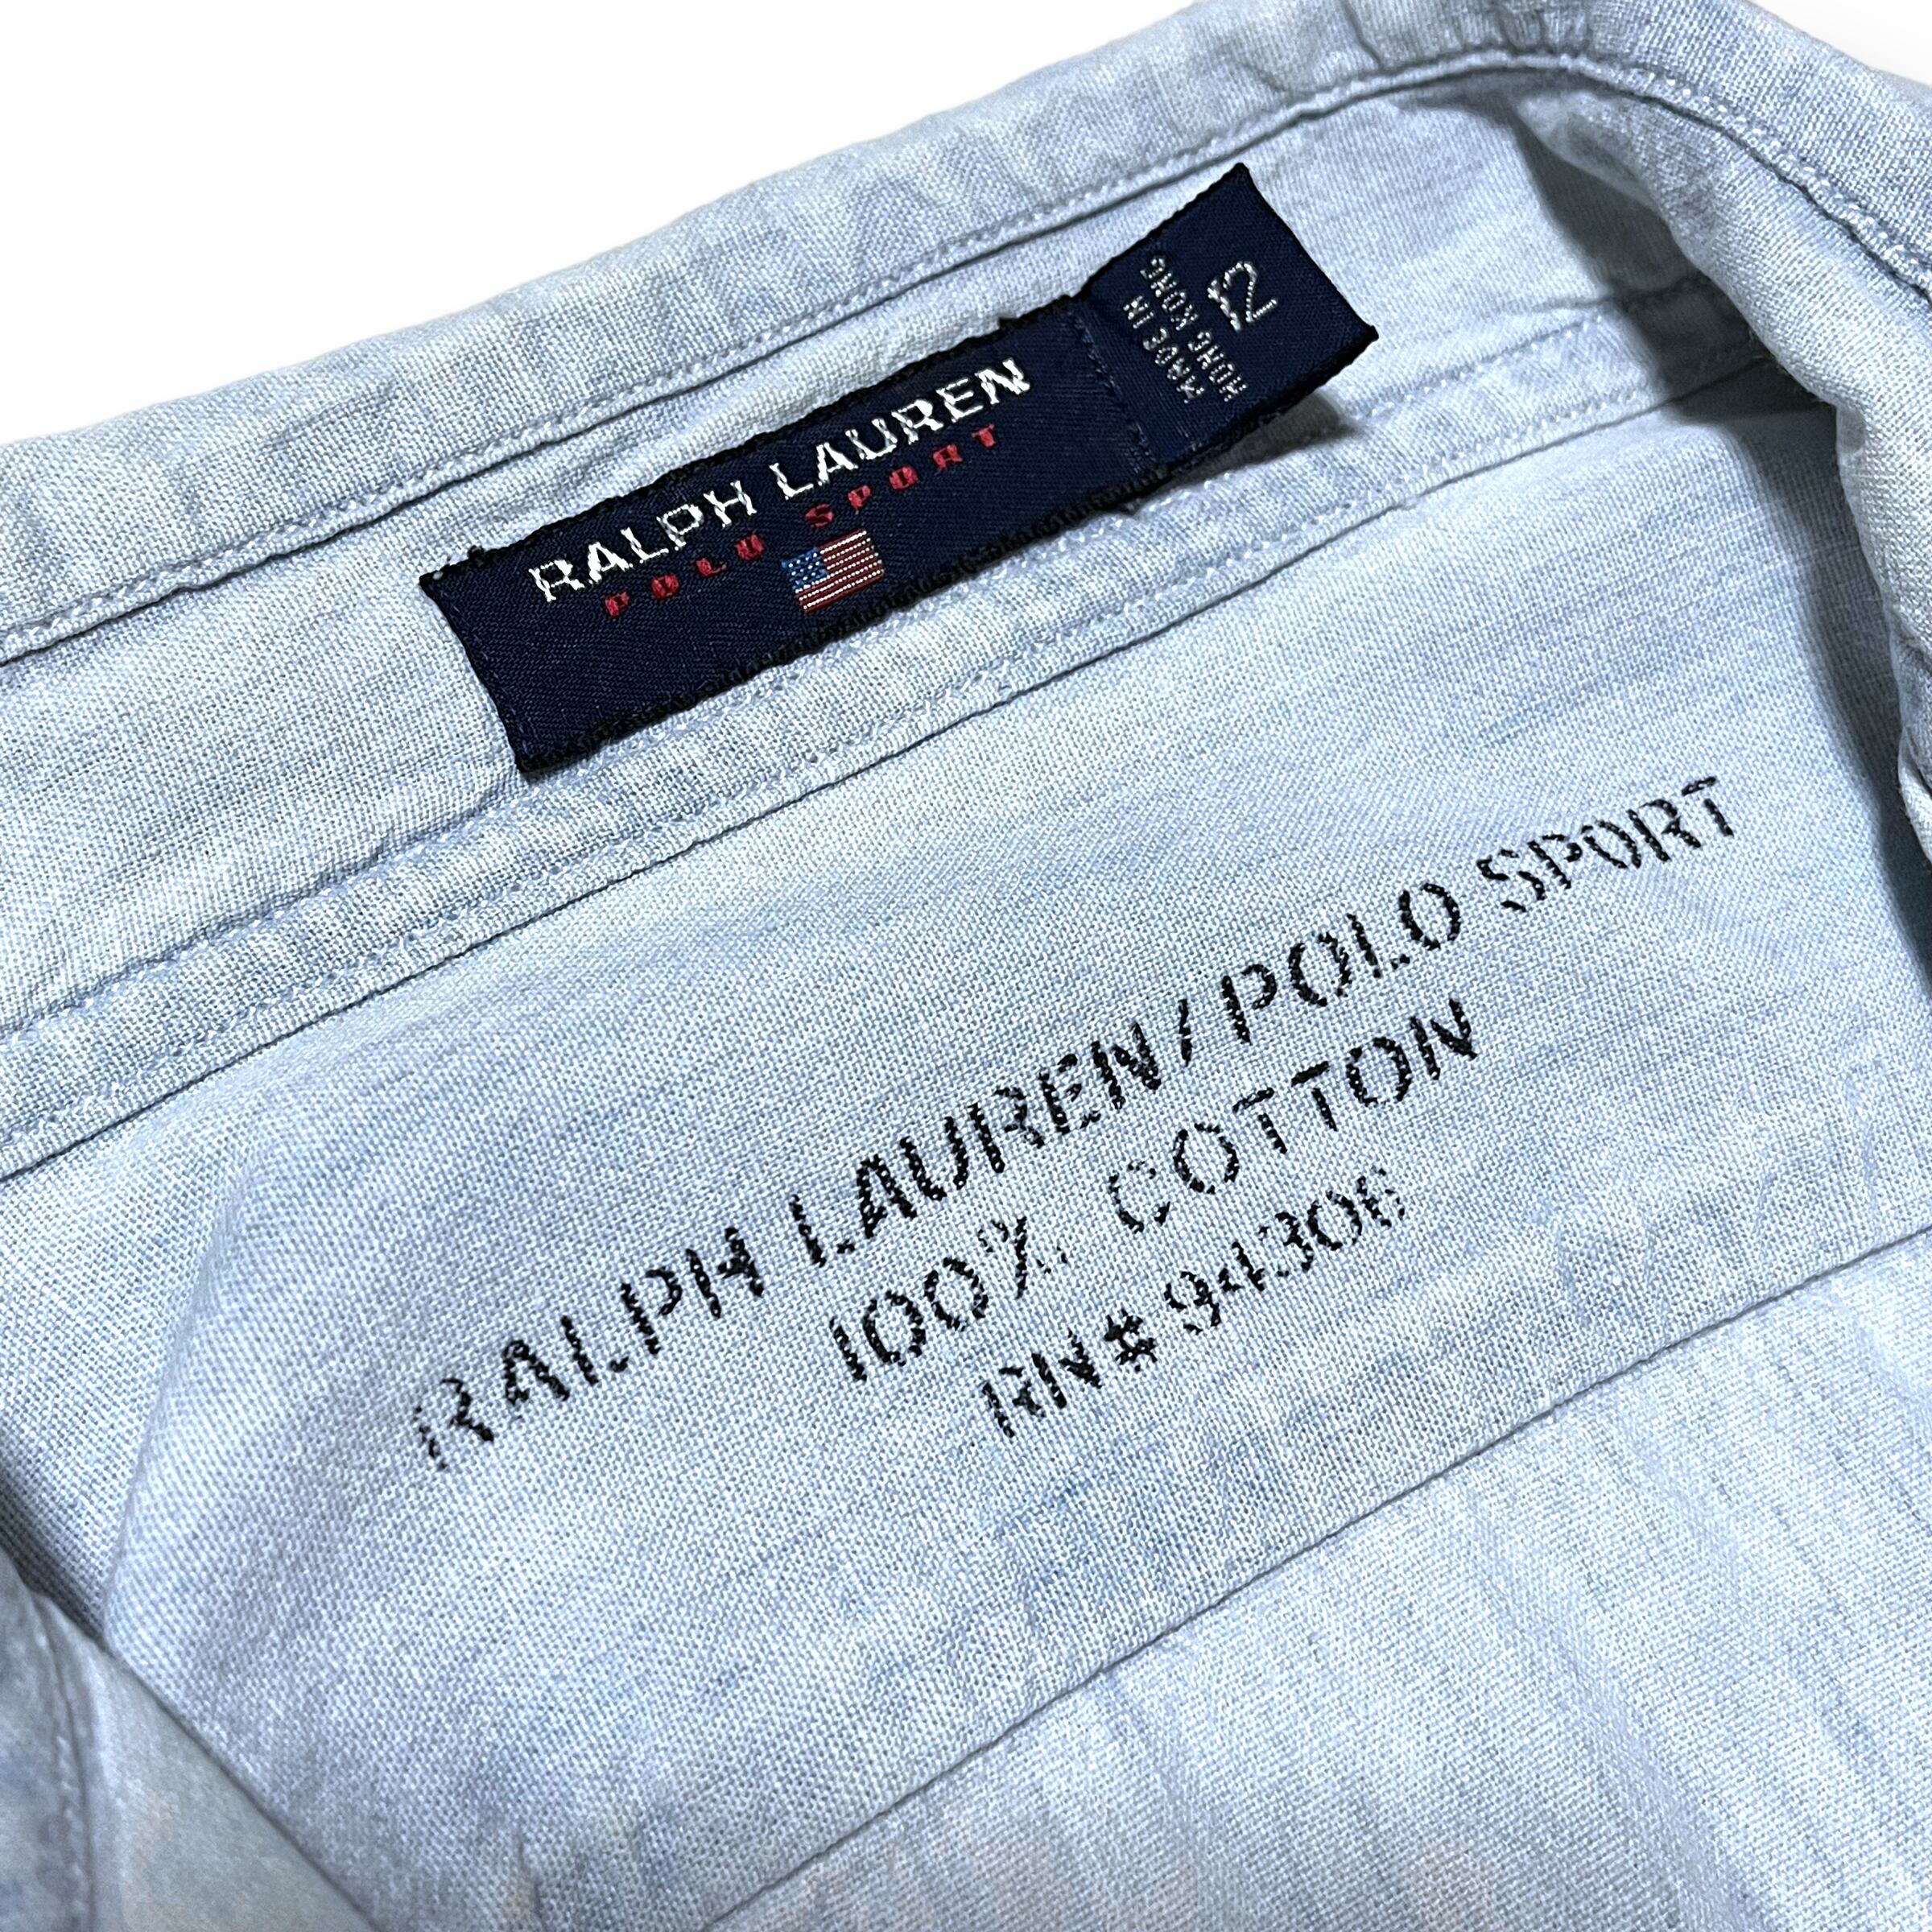 RALPH LAUREN
POLO SPORT
12
MADE IN
HONG KONG
RALPH LAUREN/POLO SPORT
100% COTTON
RN# 94306